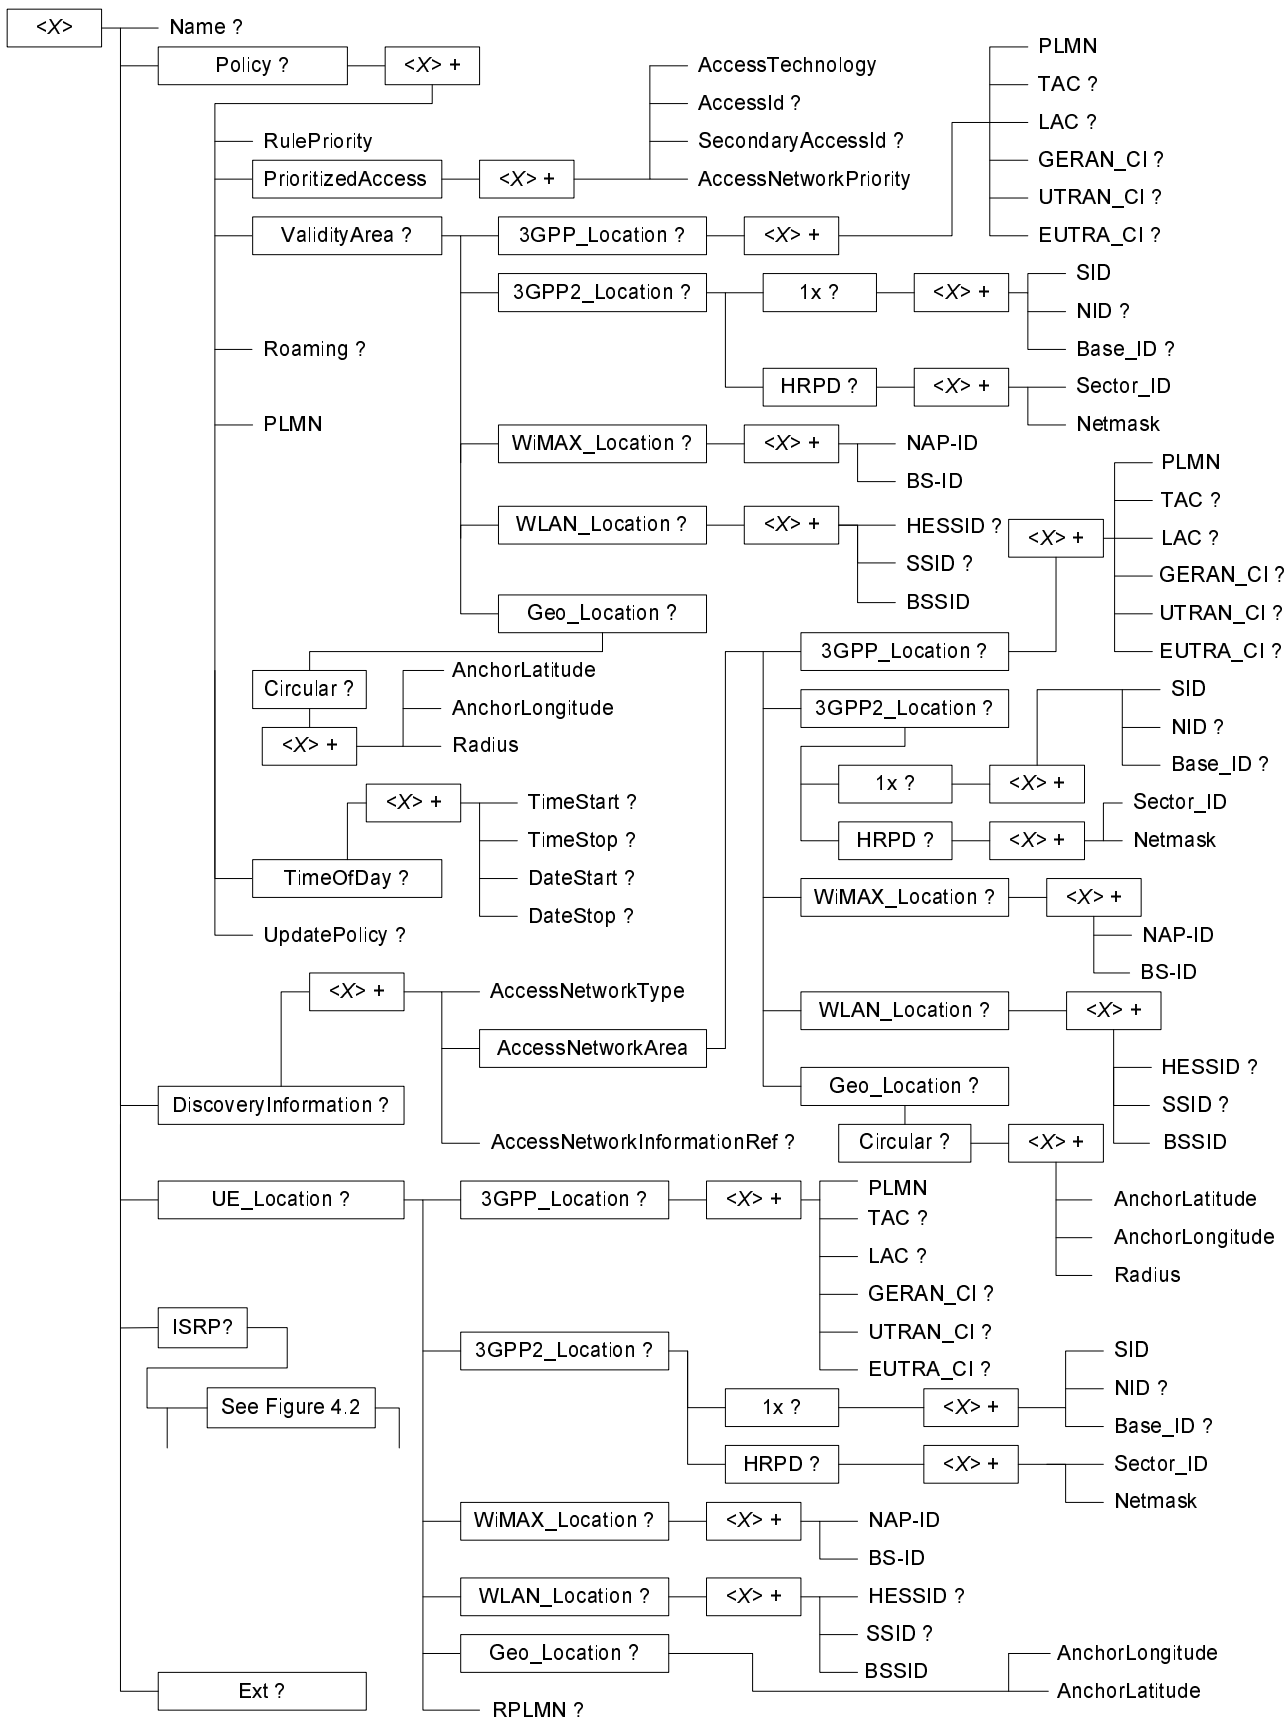 <X>
Name ?
Policy ?
<X> +
RulePriority
PrioritizedAccess
<X> +
AccessTechnology
AccessId ?
SecondaryAccessId ?
AccessNetworkPriority
ValidityArea ?
3GPP_Location ?
<X> +
PLMN
TAC ?
LAC ?
GERAN_CI ?
UTRAN_CI ?
EUTRA_CI ?
3GPP2_Location ?
1x ?
<X> +
SID
NID ?
Base_ID ?
HRPD ?
<X> +
Sector_ID
Netmask
Roaming ?
PLMN
WiMAX_Location ?
<X> +
NAP-ID
BS-ID
WLAN_Location ?
<X> +
HESSID ?
SSID ?
BSSID
Geo_Location ?
Circular ?
<X> +
AnchorLatitude
AnchorLongitude
Radius
TimeOfDay ?
<X> +
TimeStart ?
TimeStop ?
DateStart ?
DateStop ?
UpdatePolicy ?
DiscoveryInformation ?
<X> +
AccessNetworkType
AccessNetworkArea
AccessNetworkInformationRef ?
3GPP_Location ?
<X> +
PLMN
TAC ?
LAC ?
GERAN_CI ?
UTRAN_CI ?
EUTRA_CI ?
3GPP2_Location ?
1x ?
<X> +
SID
NID ?
Base_ID ?
HRPD ?
<X> +
Sector_ID
Netmask
WiMAX_Location ?
<X> +
NAP-ID
BS-ID
WLAN_Location ?
<X> +
HESSID ?
SSID ?
BSSID
Geo_Location ?
Circular ?
<X> +
AnchorLatitude
AnchorLongitude
Radius
UE_Location ?
3GPP_Location ?
<X> +
PLMN
TAC ?
LAC ?
GERAN_CI ?
UTRAN_CI ?
EUTRA_CI ?
3GPP2_Location ?
1x ?
<X> +
SID
NID ?
Base_ID ?
HRPD ?
<X> +
Sector_ID
Netmask
WiMAX_Location ?
<X> +
NAP-ID
BS-ID
WLAN_Location ?
<X> +
HESSID ?
SSID ?
BSSID
Geo_Location ?
AnchorLongitude
AnchorLatitude
RPLMN ?
ISRP?
See Figure 4.2
Ext ?